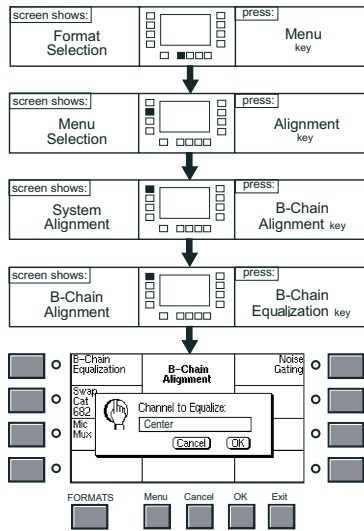 screen shows:
press:
Format
Selection
Menu
key
screen shows:
press:
Menu
Selection
Alignment
key
screen shows:
press:
System
Alignment
B-Chain
Alignment key
screen shows:
press:
B-Chain
Alignment
B-Chain
Equalization key
B-Chain
Equalization
B-Chain
Alignment
Noise
Gating
Swap
Cat
682
Mic
Mux
Channel to Equalize:
Center
Cancel OK
FORMATS Menu Cancel OK Exit